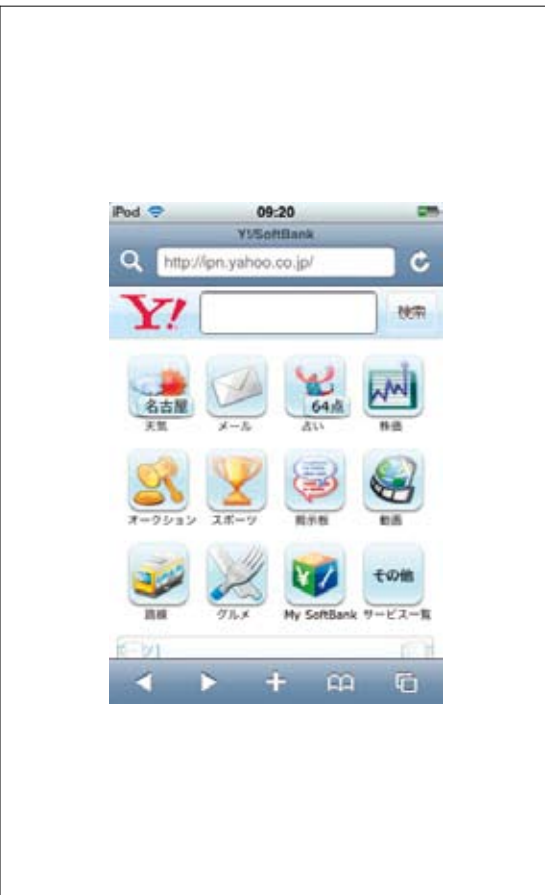 iPod 09:20
Y!/SoftBank
http://ipn.yahoo.co.jp/
Y! 検索
名古屋 64点
天気 メール 占い 株価
オークション スポーツ 掲示板 動画
その他
路線 グルメ My SoftBank サービス一覧